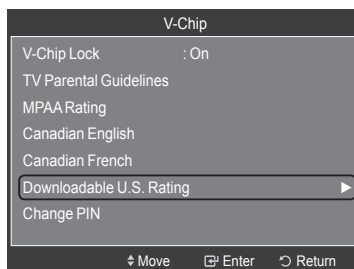 V-Chip
V-Chip Lock : On
TV Parental Guidelines
MPAA Rating
Canadian English
Canadian French
Downloadable U.S. Rating
Change PIN
Move Enter Return